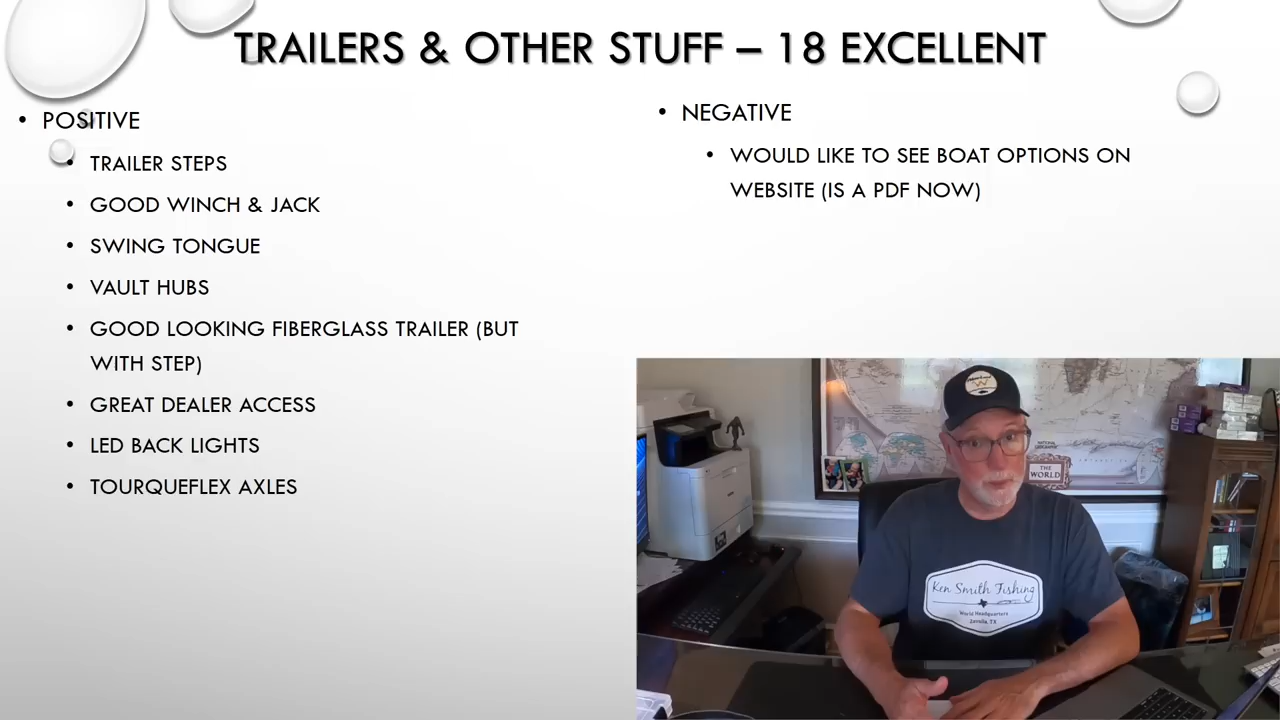 TRAILERS & OTHER STUFF – 18 EXCELLENT
• POSITIVE
• TRAILER STEPS
• GOOD WINCH & JACK
• SWING TONGUE
• VAULT HUBS
• GOOD LOOKING FIBERGLASS TRAILER (BUT
WITH STEP)
• GREAT DEALER ACCESS
• LED BACK LIGHTS
• TOURQUEFLEX AXLES
• NEGATIVE
• WOULD LIKE TO SEE BOAT OPTIONS ON
WEBSITE (IS A PDF NOW)
NATIONAL
GEOGRAPHIC
THE
WORLD
Ken Smith Fishing
World Headquarters
Zavalla, TX